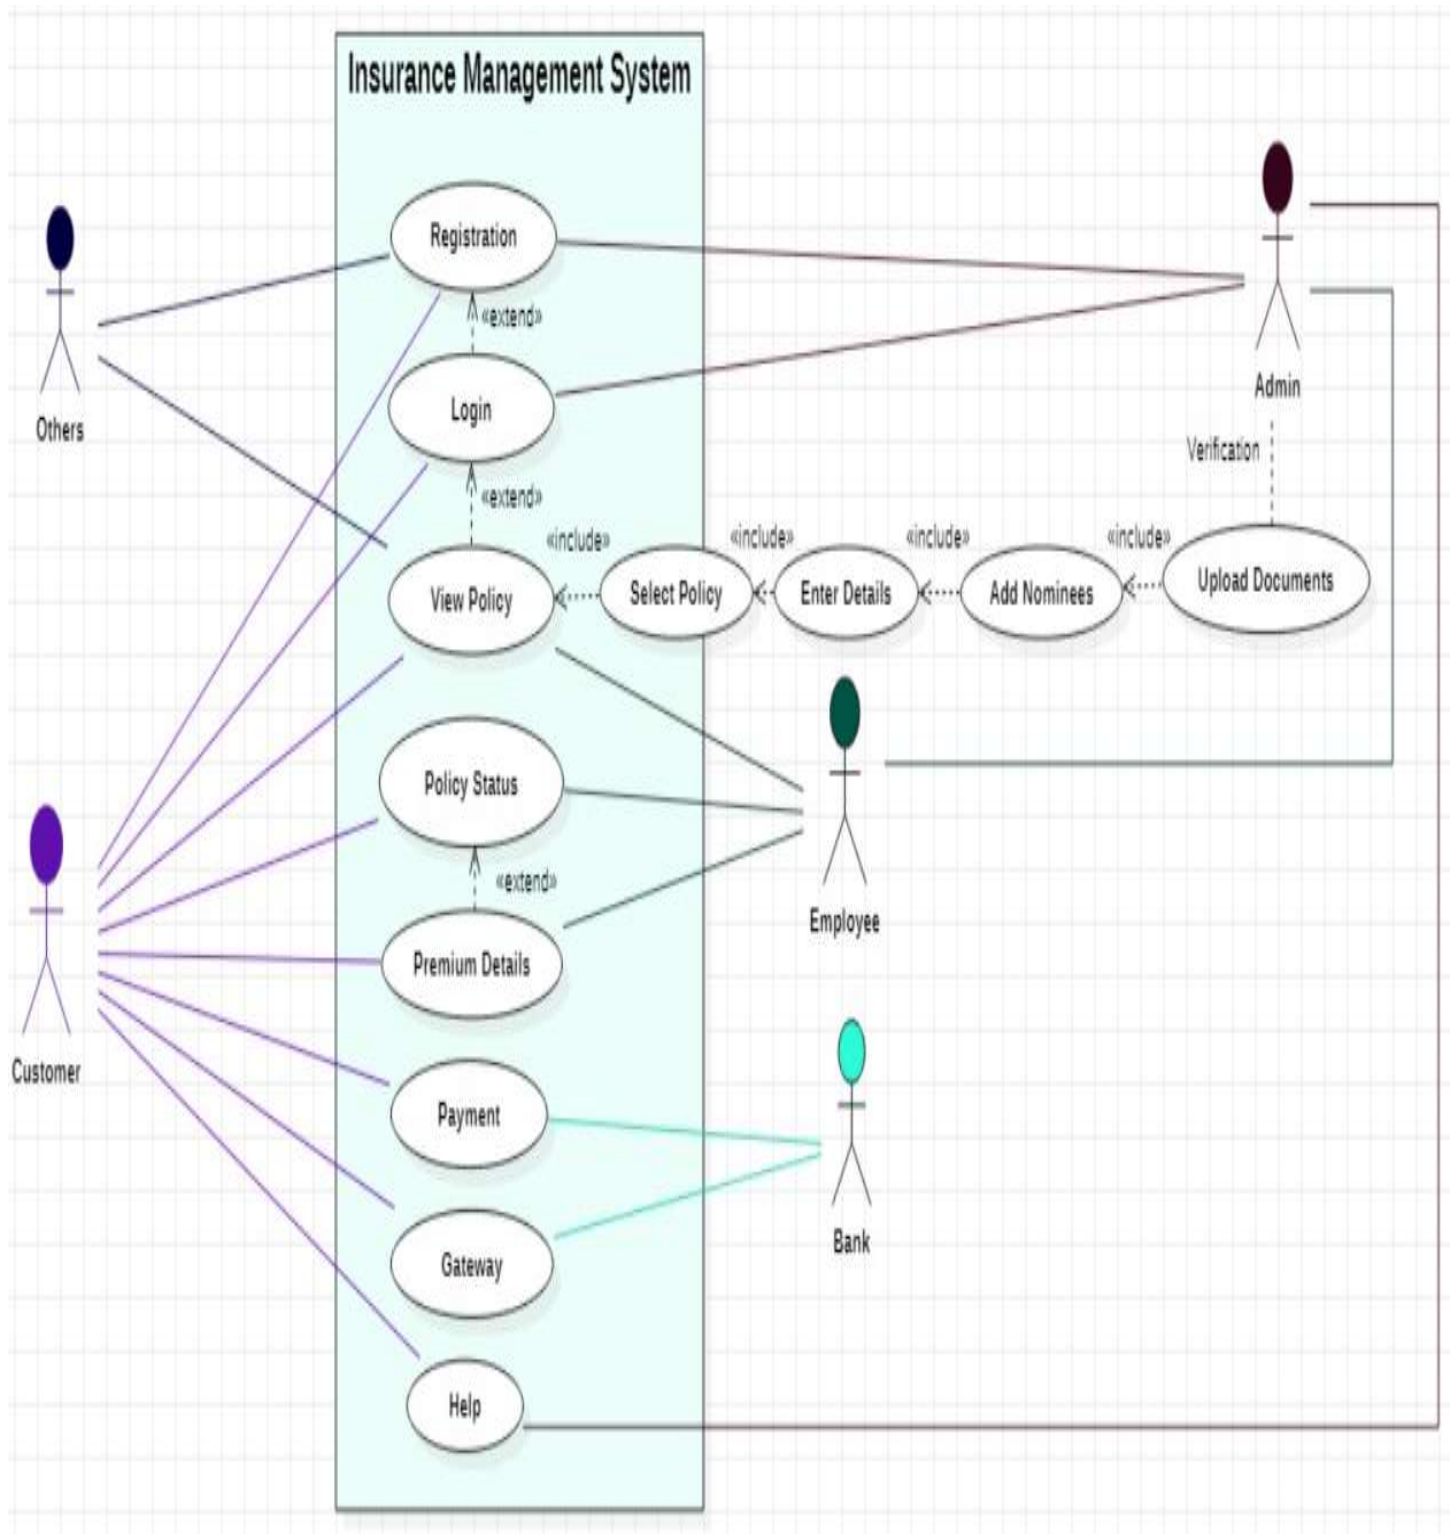 Insurance Management System
Registration
«extend»
Login
Others
Admin
Verification
«extend»
«include»
«include»
«include»
«include»
View Policy
Select Policy
Enter Details
Add Nominees
Upload Documents
Policy Status
«extend»
Employee
Premium Details
Customer
Payment
Bank
Gateway
Help